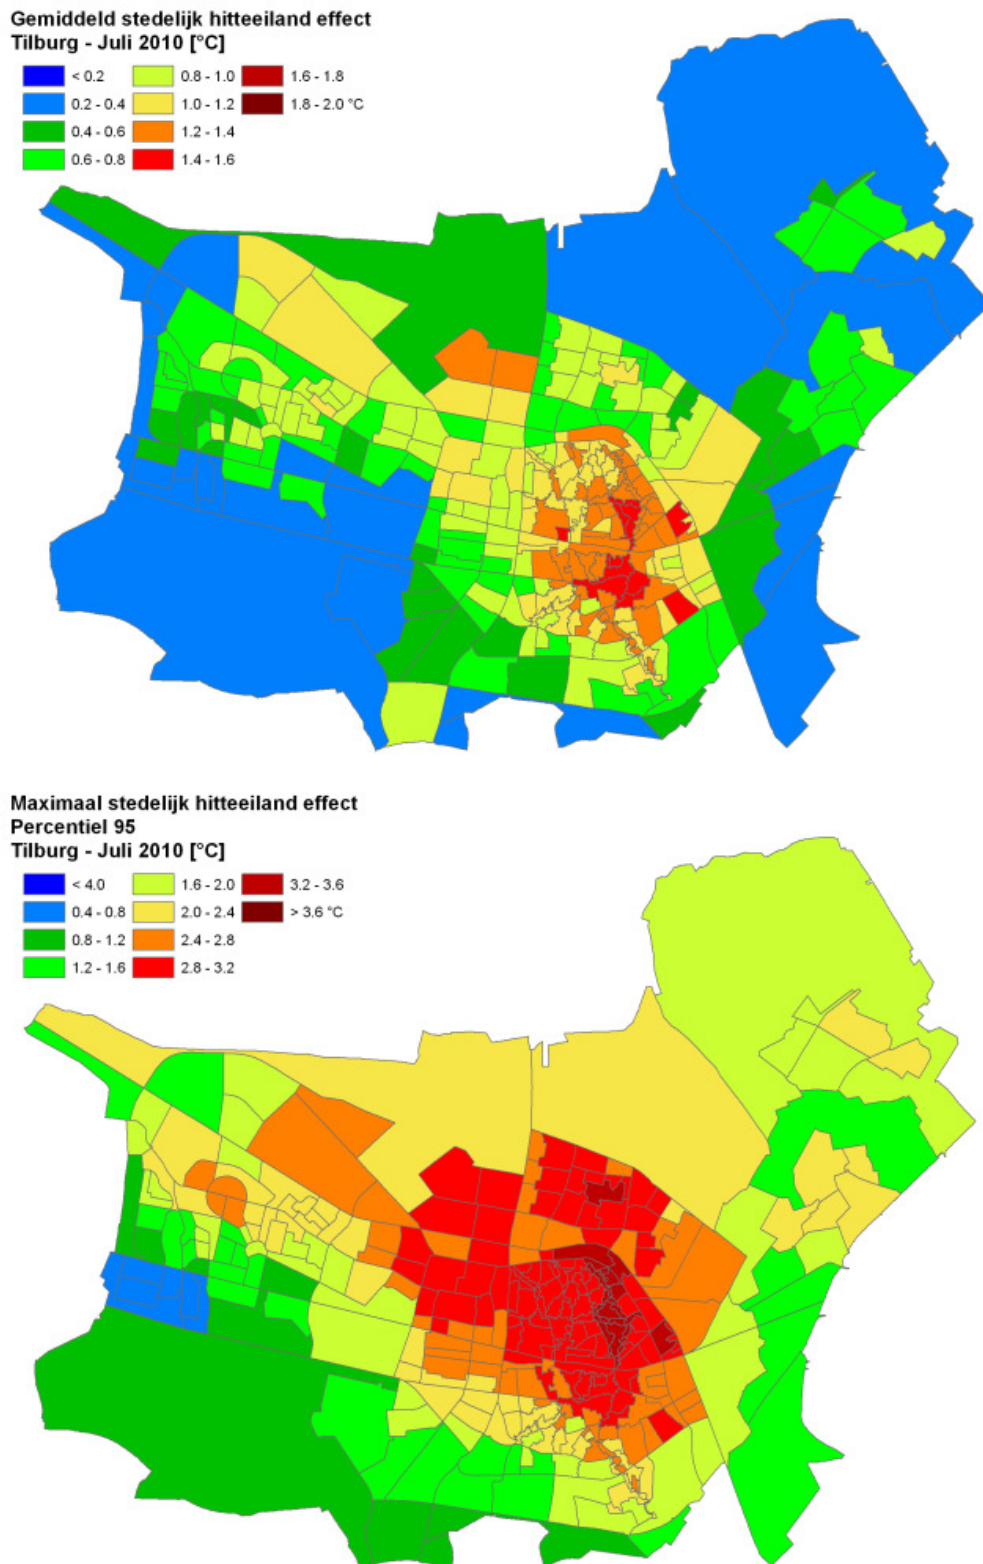 Gemiddeld stedelijk hitteeiland effect
Tilburg - Juli 2010 [°C]
< 0.2
0.8 - 1.0
1.6 - 1.8
0.2 - 0.4
1.0 - 1.2
1.8 - 2.0 °C
0.4 - 0.6
1.2 - 1.4
0.6 - 0.8
1.4 - 1.6
Maximaal stedelijk hitteeiland effect
Percentiel 95
Tilburg - Juli 2010 [°C]
< 4.0
1.6 - 2.0
3.2 - 3.6
0.4 - 0.8
2.0 - 2.4
> 3.6 °C
0.8 - 1.2
2.4 - 2.8
1.2 - 1.6
2.8 - 3.2